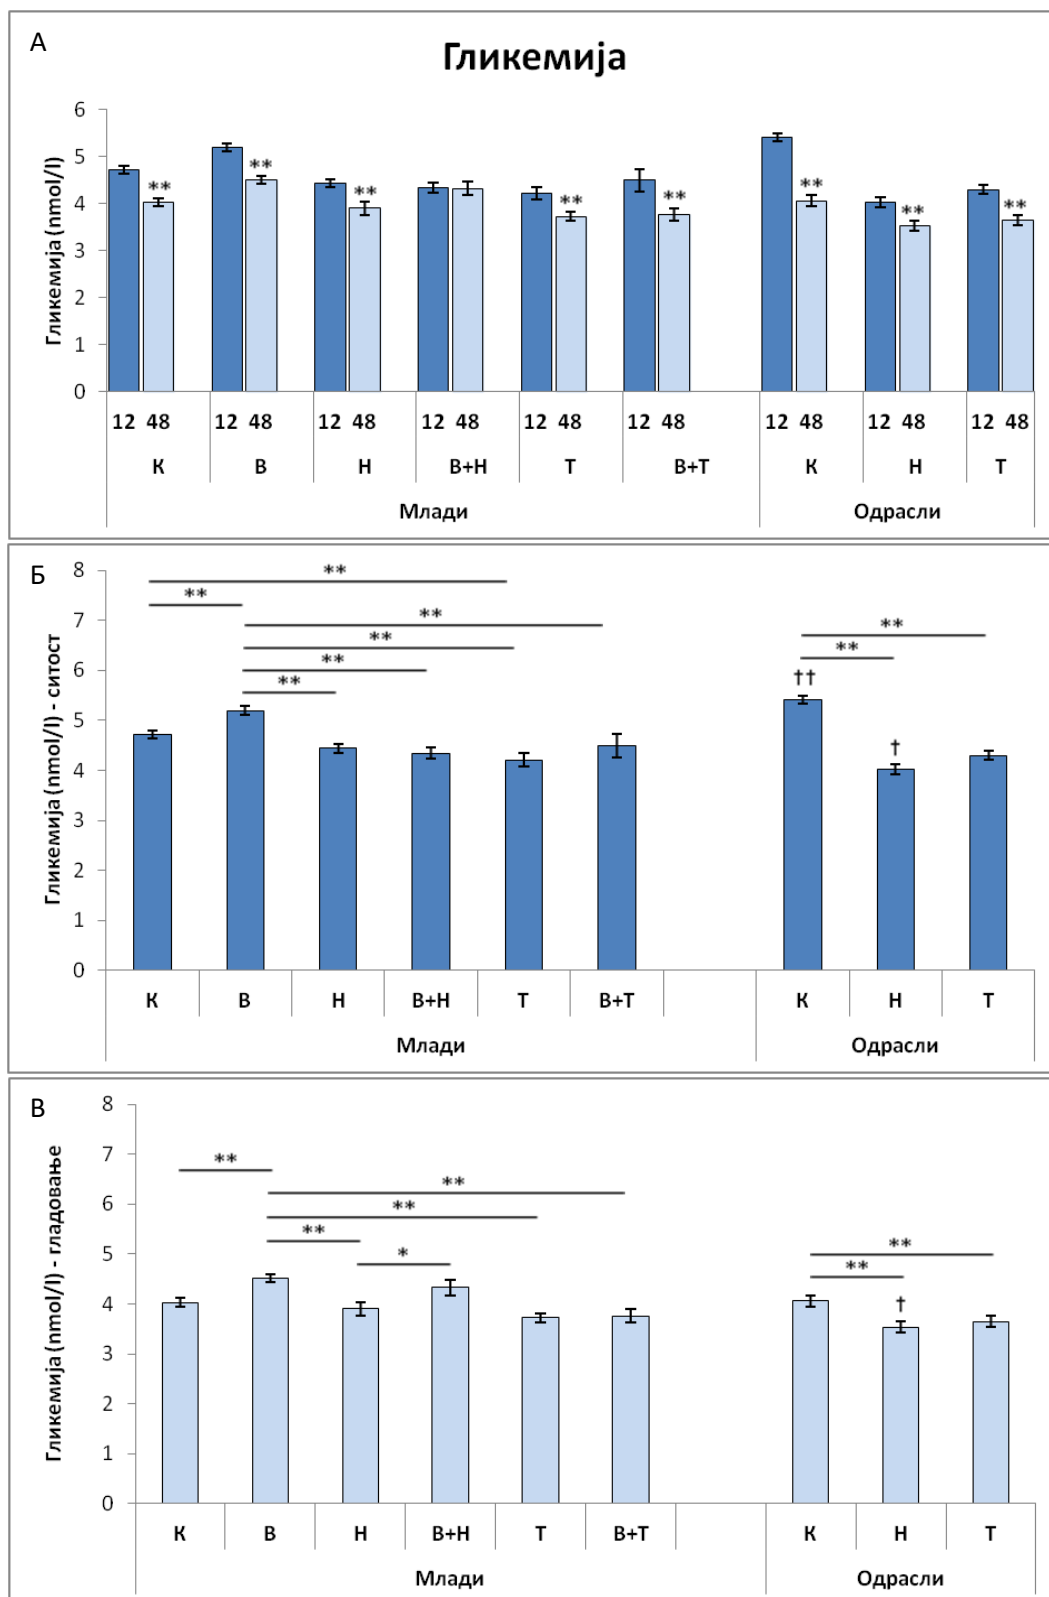 А
Гликемија
Гликемија (nmol/l)
6
5
4
3
2
1
0
** ** ** ** ** ** ** **
12 48 12 48 12 48 12 48 12 48 12 48 12 48 12 48 12 48
К В Н В+Н Т В+Т К Н Т
Млади Одрасли
Б
Гликемија (nmol/l) - ситост
8
7
6
5
4
3
2
1
0
**
**
**
**
**
**
**
**
††
†
К В Н В+Н Т В+Т К Н Т
Млади Одрасли
В
Гликемија (nmol/l) - гладовање
8
7
6
5
4
3
2
1
0
**
**
**
**
*
**
**
†
К В Н В+Н Т В+Т К Н Т
Млади Одрасли